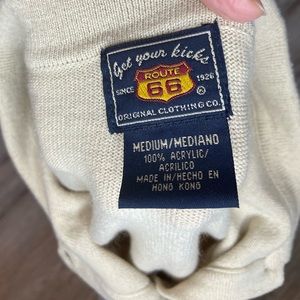 Get your kicks
ROUTE
SINCE 66 1926
ORIGINAL CLOTHING CO.
MEDIUM/MEDIANO
100% ACRYLIC/
ACRILICO
MADE IN/HECHO EN
HONG KONG